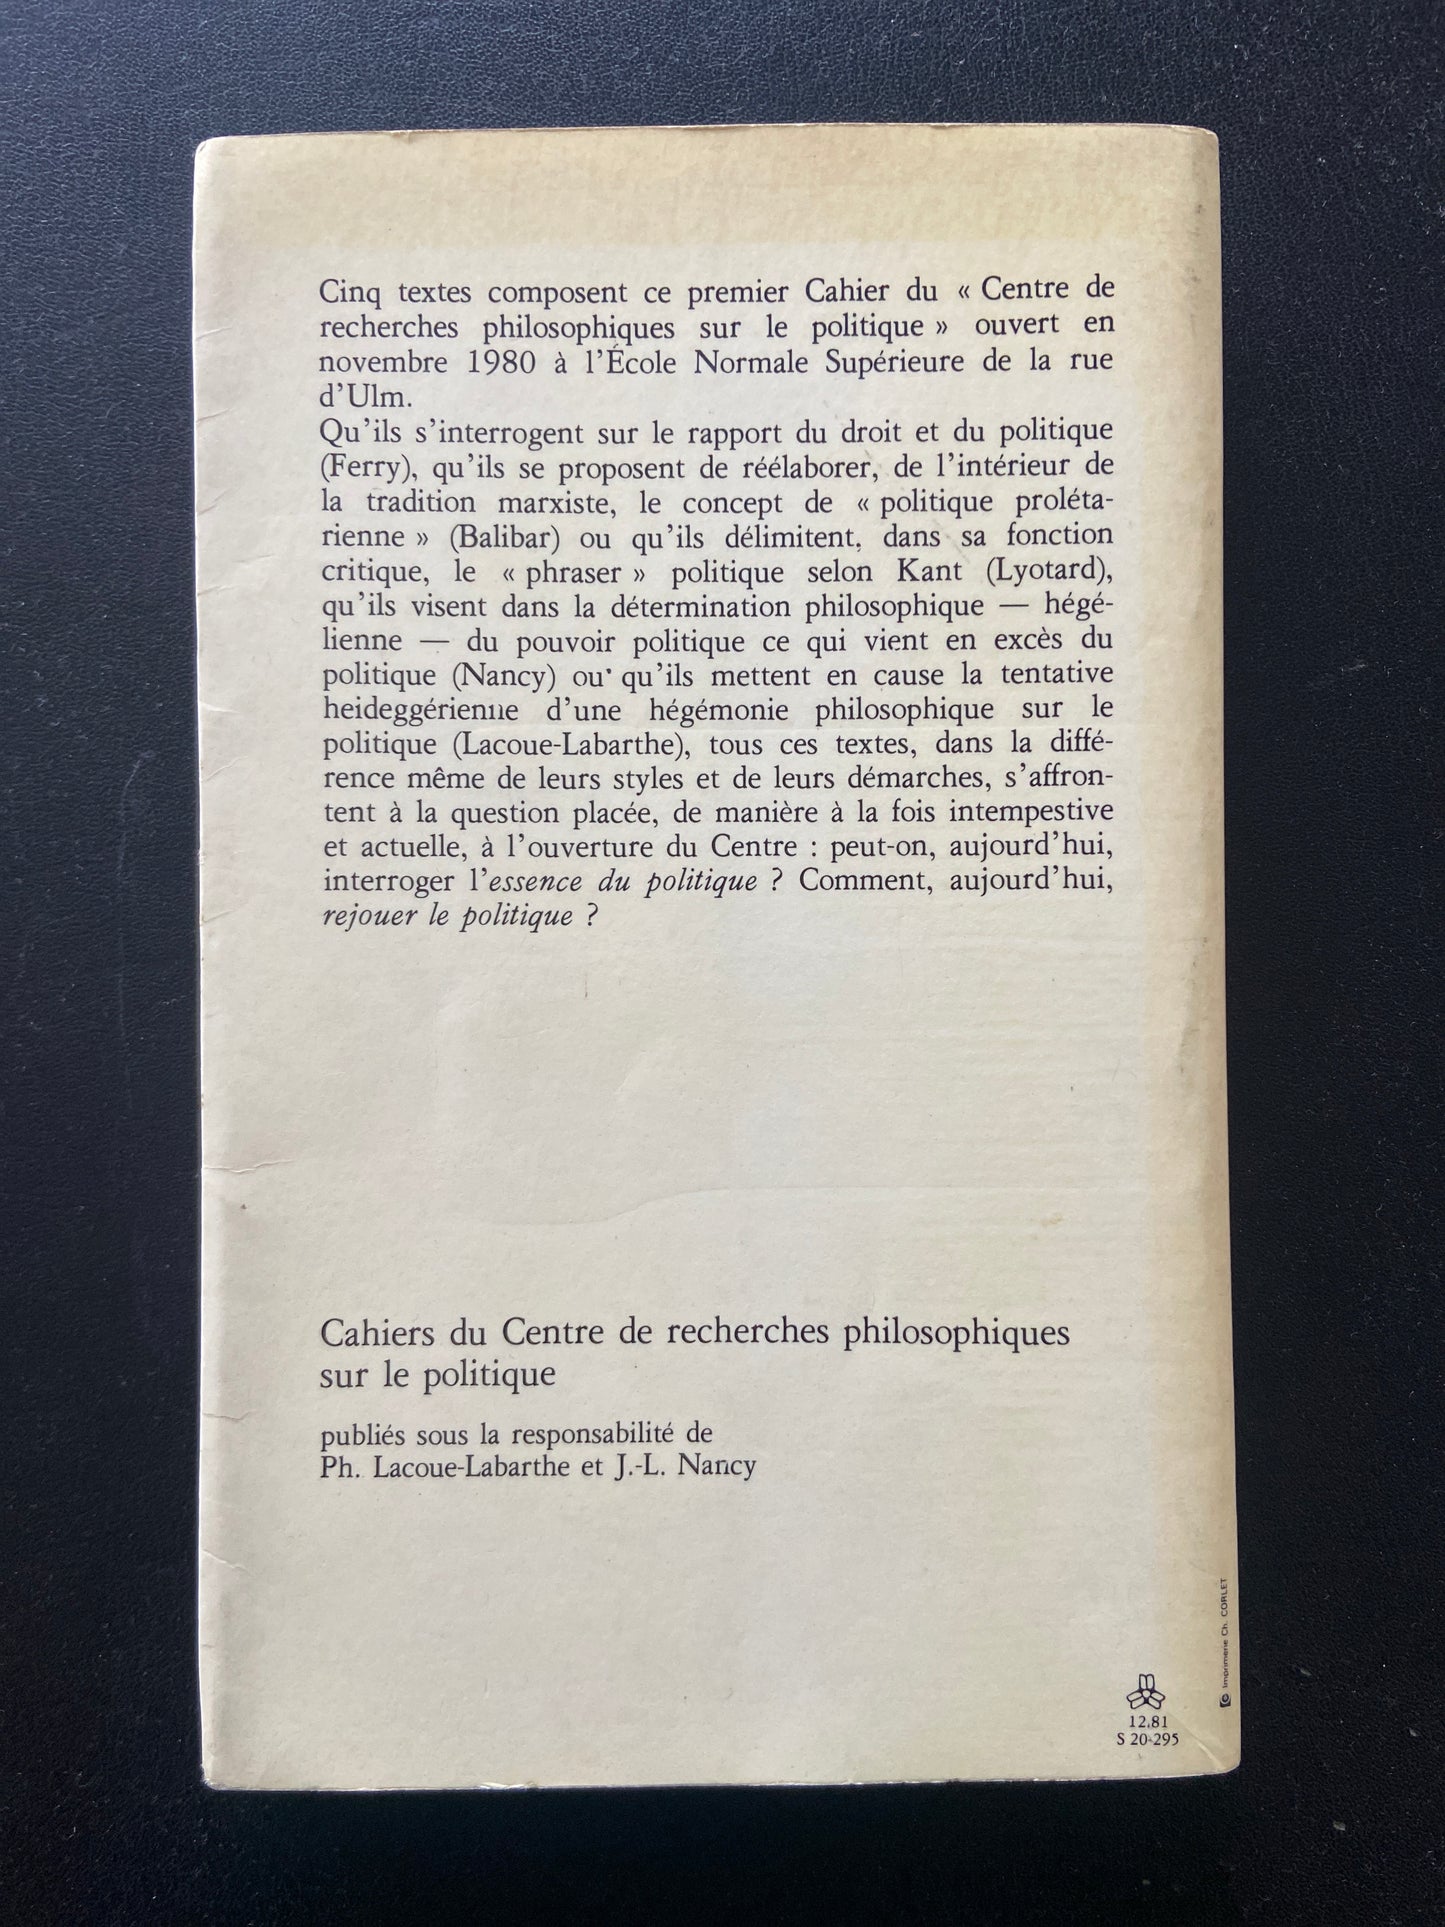 Cinq textes composent ce premier Cahier du « Centre de
recherches philosophiques sur le politique » ouvert en
novembre 1980 à l'École Normale Supérieure de la rue
d'Ulm.
Qu'ils s'interrogent sur le rapport du droit et du politique
(Ferry), qu'ils se proposent de réélaborer, de l'intérieur de
la tradition marxiste, le concept de « politique proléta-
rienne » (Balibar) ou qu'ils délimitent, dans sa fonction
critique, le « phraser » politique selon Kant (Lyotard),
qu'ils visent dans la détermination philosophique — hégé-
lienne — du pouvoir politique ce qui vient en excès du
politique (Nancy) ou qu'ils mettent en cause la tentative
heideggérienne d'une hégémonie philosophique sur le
politique (Lacoue-Labarthe), tous ces textes, dans la diffé-
rence même de leurs styles et de leurs démarches, s'affron-
tent à la question placée, de manière à la fois intempestive
et actuelle, à l'ouverture du Centre : peut-on, aujourd'hui,
interroger l'essence du politique ? Comment, aujourd'hui,
rejouer le politique ?
Cahiers du Centre de recherches philosophiques
sur le politique
publiés sous la responsabilité de
Ph. Lacoue-Labarthe et J.-L. Nancy
Imprimerie Ch. CORLET
12.81
S 20-295